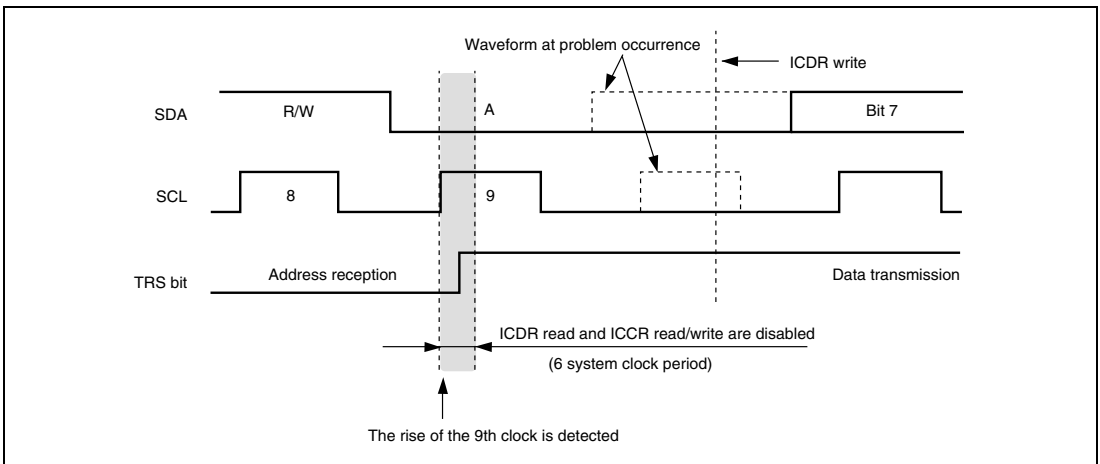 Waveform at problem occurrence
ICDR write
SDA
R/W
A
Bit 7
SCL
8
9
TRS bit
Address reception
Data transmission
ICDR read and ICCR read/write are disabled
(6 system clock period)
The rise of the 9th clock is detected